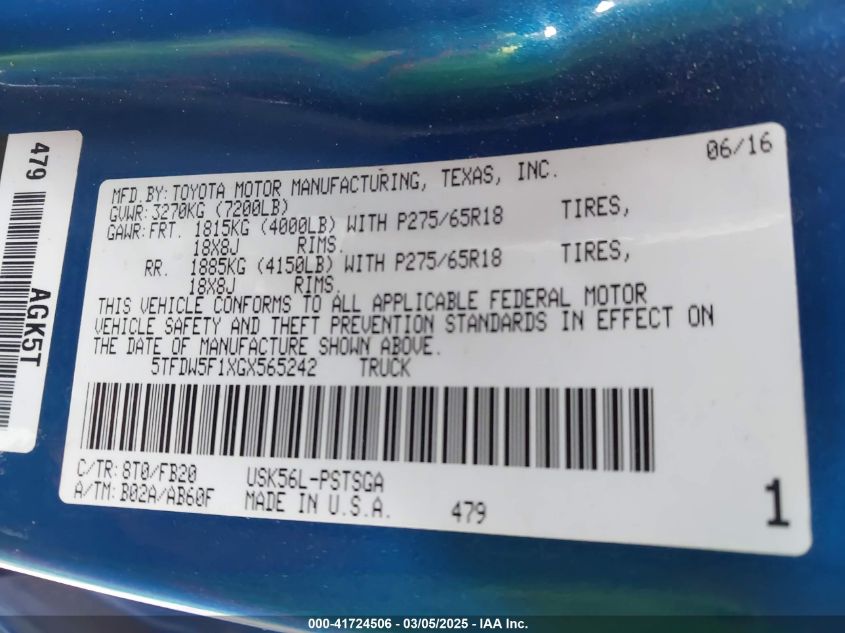 479
AGK5T
06/16
MFD.BY: TOYOTA MOTOR MANUFACTURING, TEXAS, INC.
GVWR: 3270KG (7200LB)
GAWR: FRT. 1815KG (4000LB) WITH P275/65R18 TIRES,
18X8J RIMS.
RR. 1885KG (4150LB) WITH P275/65R18 TIRES,
18X8J RIMS.
THIS VEHICLE CONFORMS TO ALL APPLICABLE FEDERAL MOTOR
VEHICLE SAFETY AND THEFT PREVENTION STANDARDS IN EFFECT ON
THE DATE OF MANUFACTURE SHOWN ABOVE.
5TFDW5F1XGX565242 TRUCK
C/TR: 8T0/FB20 USK56L-PSTSGA
A/TM: B02A/AB60F MADE IN U.S.A. 479
1
000-41724506 - 03/05/2025 - IAA Inc.